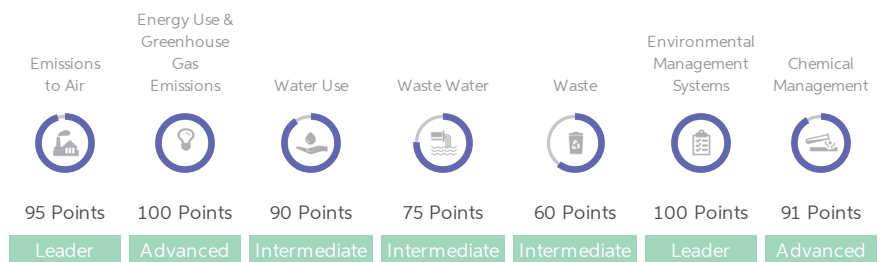 Emissions
to Air
Energy Use &
Greenhouse
Gas
Emissions
Water Use
Waste Water
Waste
Environmental
Management
Systems
Chemical
Management
95 Points
100 Points
90 Points
75 Points
60 Points
100 Points
91 Points
Leader
Advanced
Intermediate
Intermediate
Intermediate
Leader
Advanced